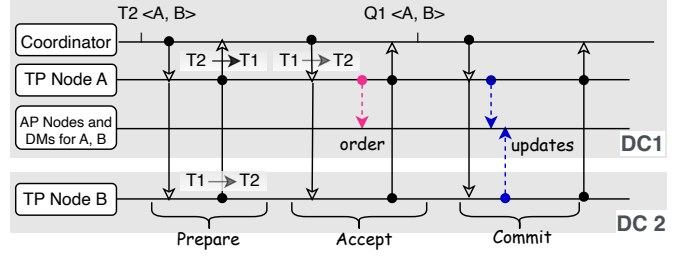 T2 <A, B>
Q1 <A, B>
Coordinator
T2 → T1
T1 → T2
TP Node A
AP Nodes and
DMs for A, B
order
updates
DC1
T1 → T2
TP Node B
DC 2
Prepare
Accept
Commit